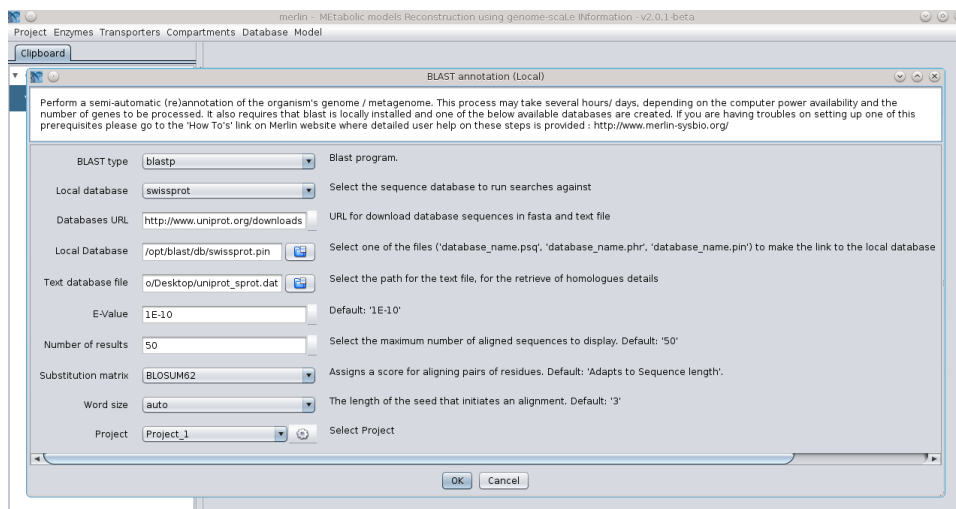 merlin - MEtabolic models Reconstruction using genome-scaLe INformation - v2.0.1-beta
Project Enzymes Transporters Compartments Database Model
Clipboard
BLAST annotation (Local)
Perform a semi-automatic (re)annotation of the organism's genome / metagenome. This process may take several hours/ days, depending on the computer power availability and the
number of genes to be processed. It also requires that blast is locally installed and one of the below available databases are created. If you are having troubles on setting up one of this
prerequisites please go to the 'How To's' link on Merlin website where detailed user help on these steps is provided : http://www.merlin-sysbio.org/
BLAST type blastp Blast program.
Local database swissprot Select the sequence database to run searches against
Databases URL http://www.uniprot.org/downloads URL for download database sequences in fasta and text file
Local Database /opt/blast/db/swissprot.pin Select one of the files ('database_name.psq', 'database_name.phr', 'database_name.pin') to make the link to the local database
Text database file o/Desktop/uniprot_sprot.dat Select the path for the text file, for the retrieve of homologues details
E-Value 1E-10 Default: '1E-10'
Number of results 50 Select the maximum number of aligned sequences to display. Default: '50'
Substitution matrix BLOSUM62 Assigns a score for aligning pairs of residues. Default: 'Adapts to Sequence length'.
Word size auto The length of the seed that initiates an alignment. Default: '3'
Project Project_1 Select Project
OK Cancel